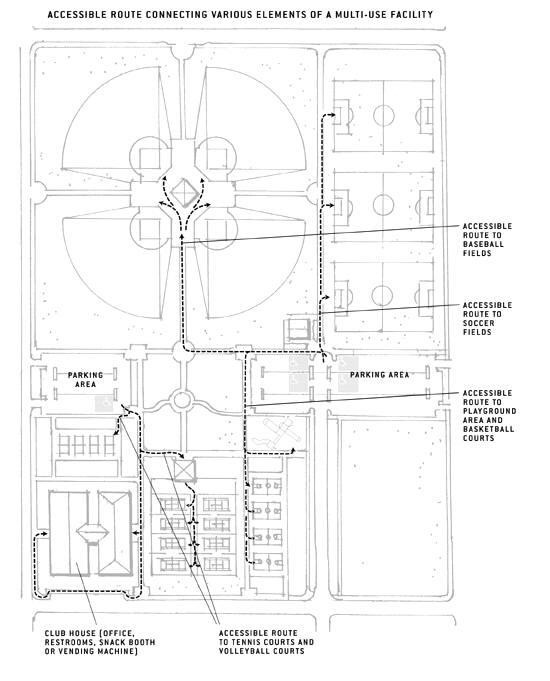 ACCESSIBLE ROUTE CONNECTING VARIOUS ELEMENTS OF A MULTI-USE FACILITY
ACCESSIBLE
ROUTE TO
BASEBALL
FIELDS
ACCESSIBLE
ROUTE TO
SOCCER
FIELDS
PARKING
AREA
PARKING AREA
ACCESSIBLE
ROUTE TO
PLAYGROUND
AREA AND
BASKETBALL
COURTS
CLUB HOUSE (OFFICE,
RESTROOMS, SNACK BOOTH
OR VENDING MACHINE)
ACCESSIBLE ROUTE
TO TENNIS COURTS AND
VOLLEYBALL COURTS